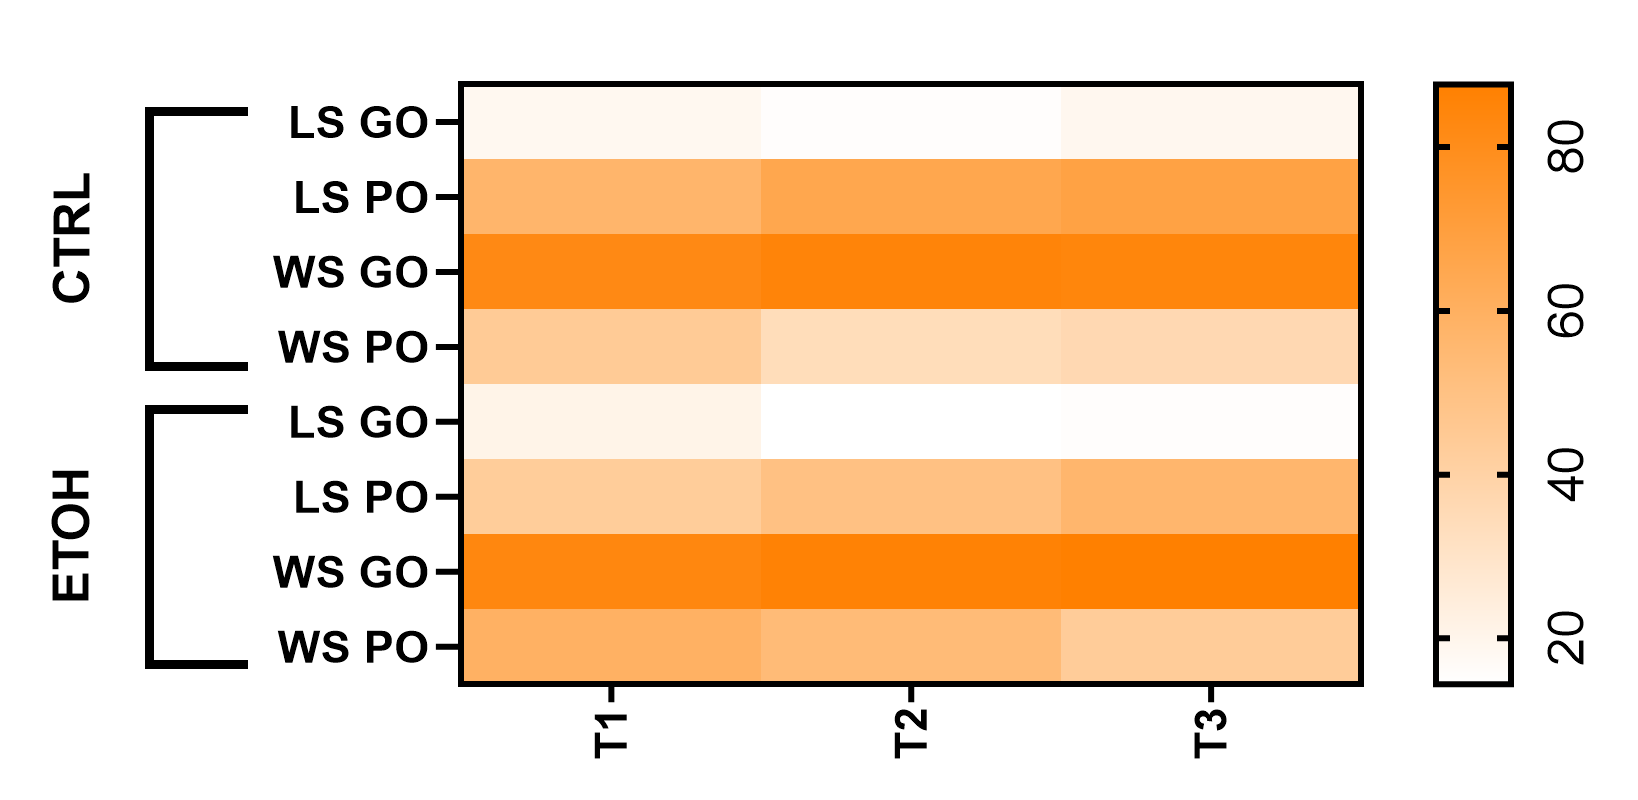 CTRL
LS GO
LS PO
WS GO
WS PO
ETOH
LS GO
LS PO
WS GO
WS PO
T1 T2 T3
80
60
40
20